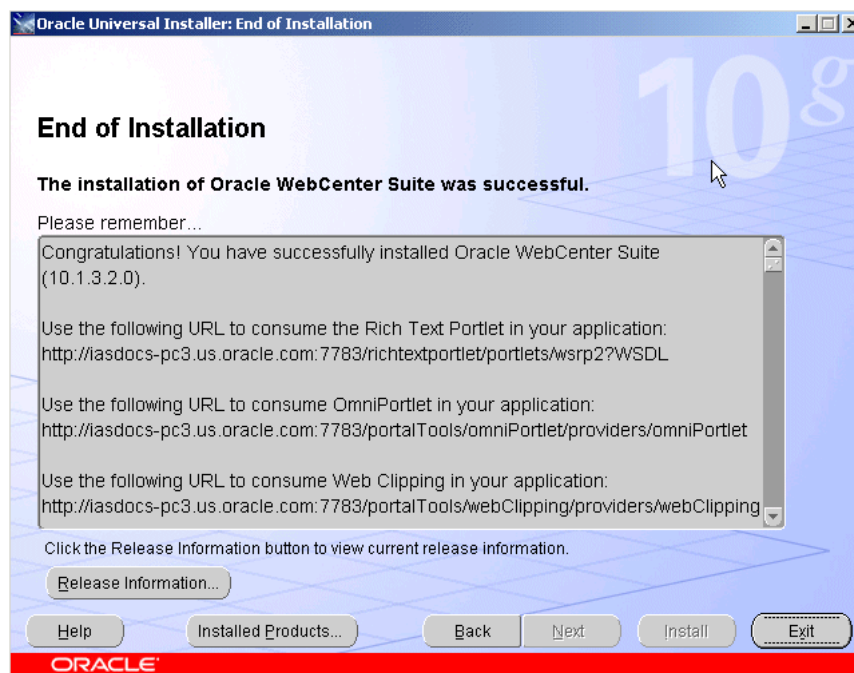 Oracle Universal Installer: End of Installation
10g
End of Installation
The installation of Oracle WebCenter Suite was successful.
Please remember...
Congratulations! You have successfully installed Oracle WebCenter Suite
(10.1.3.2.0).
Use the following URL to consume the Rich Text Portlet in your application:
http://iasdocs-pc3.us.oracle.com:7783/richtextportlet/portlets/wsrp2?WSDL
Use the following URL to consume OmniPortlet in your application:
http://iasdocs-pc3.us.oracle.com:7783/portalTools/omniPortlet/providers/omniPortlet
Use the following URL to consume Web Clipping in your application:
http://iasdocs-pc3.us.oracle.com:7783/portalTools/webClipping/providers/webClipping
Click the Release Information button to view current release information.
Release Information...
Help Installed Products... Back Next Install Exit
ORACLE